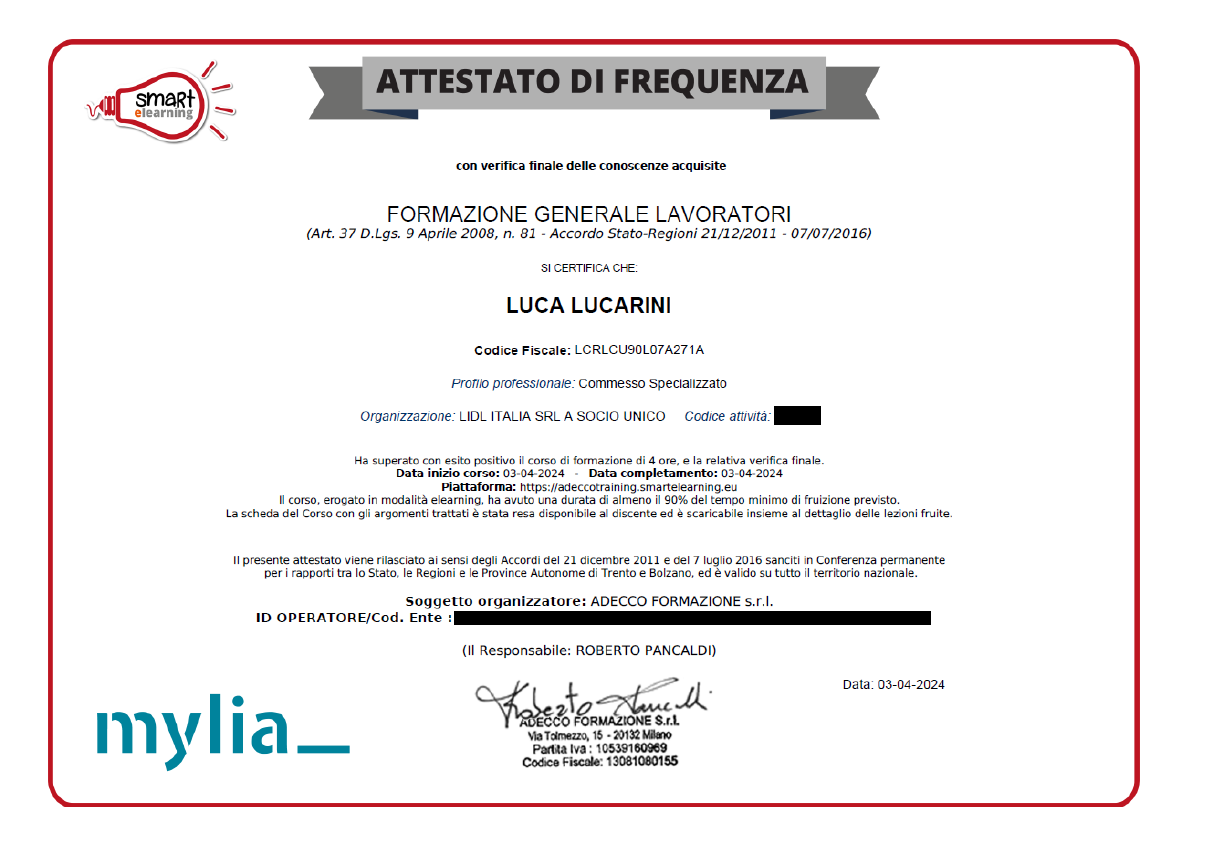 smart
elearning
ATTESTATO DI FREQUENZA
con verifica finale delle conoscenze acquisite
FORMAZIONE GENERALE LAVORATORI
(Art. 37 D.Lgs. 9 Aprile 2008, n. 81 - Accordo Stato-Regioni 21/12/2011 - 07/07/2016)
SI CERTIFICA CHE:
LUCA LUCARINI
Codice Fiscale: LCRLCU90L07A271A
Profilo professionale: Commesso Specializzato
Organizzazione: LIDL ITALIA SRL A SOCIO UNICO Codice attività:
Ha superato con esito positivo il corso di formazione di 4 ore, e la relativa verifica finale.
Data inizio corso: 03-04-2024 - Data completamento: 03-04-2024
Piattaforma: https://adeccotraining.smartelearning.eu
Il corso, erogato in modalità elearning, ha avuto una durata di almeno il 90% del tempo minimo di fruizione previsto.
La scheda del Corso con gli argomenti trattati è stata resa disponibile al discente ed è scaricabile insieme al dettaglio delle lezioni fruite.
Il presente attestato viene rilasciato ai sensi degli Accordi del 21 dicembre 2011 e del 7 luglio 2016 sanciti in Conferenza permanente
per i rapporti tra lo Stato, le Regioni e le Province Autonome di Trento e Bolzano, ed è valido su tutto il territorio nazionale.
Soggetto organizzatore: ADECCO FORMAZIONE s.r.l.
ID OPERATORE/Cod. Ente :
(Il Responsabile: ROBERTO PANCALDI)
Data: 03-04-2024
Roberto Pancaldi
ADECCO FORMAZIONE S.r.l.
Via Tolmezzo, 15 - 20132 Milano
Partita Iva : 10539160969
Codice Fiscale: 13081080155
mylia_